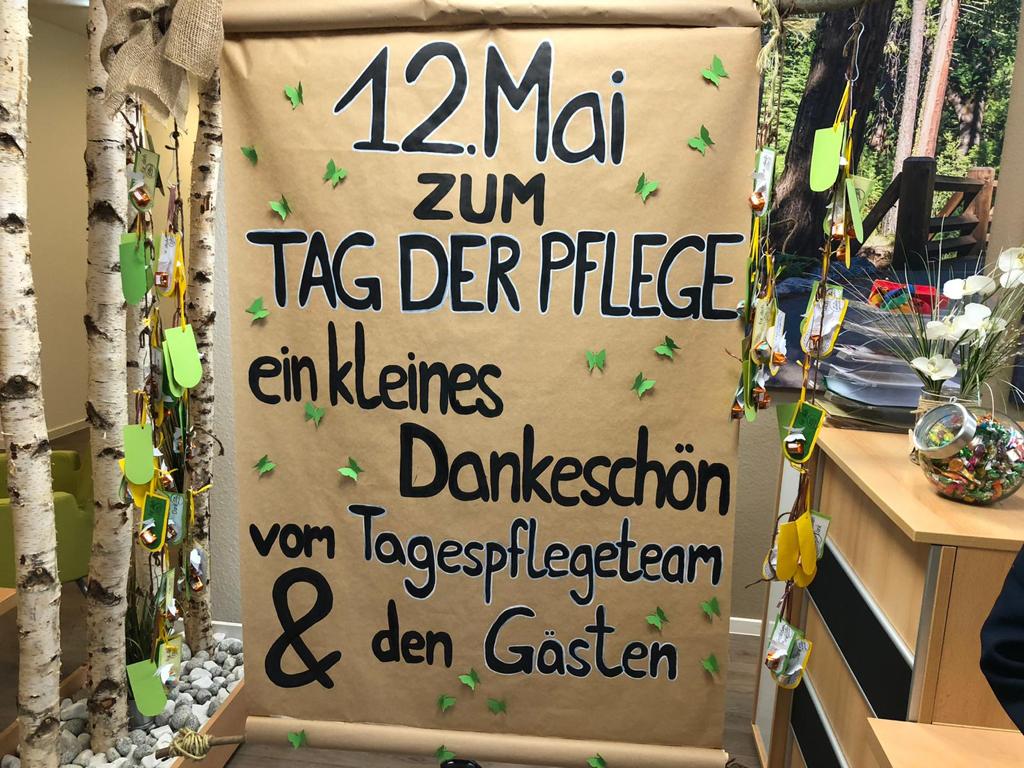 12. Mai
ZUM
TAG DER PFLEGE
ein kleines
Dankeschön
vom Tagespflegeteam
& den Gästen